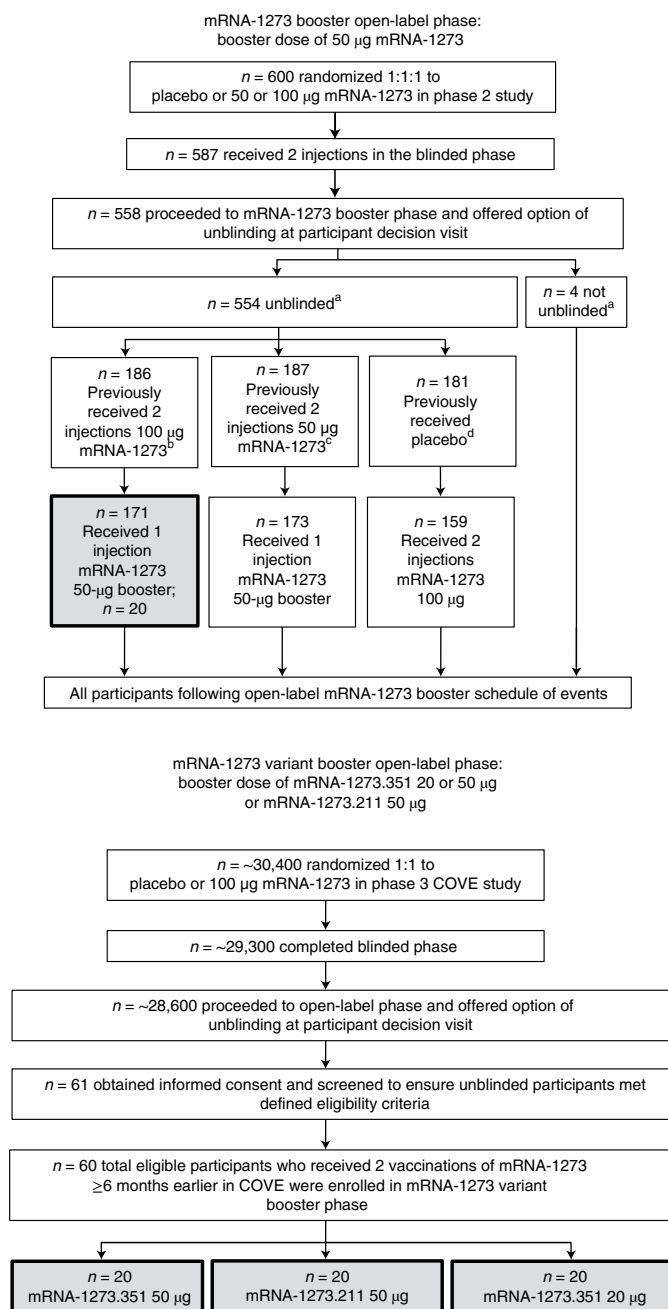 mRNA-1273 booster open-label phase:
booster dose of 50 μg mRNA-1273
n = 600 randomized 1:1:1 to
placebo or 50 or 100 μg mRNA-1273 in phase 2 study
n = 587 received 2 injections in the blinded phase
n = 558 proceeded to mRNA-1273 booster phase and offered option of
unblinding at participant decision visit
n = 554 unblindedᵃ
n = 4 not
unblindedᵃ
n = 186
Previously
received 2
injections 100 μg
mRNA-1273ᵇ
n = 187
Previously
received 2
injections 50 μg
mRNA-1273ᶜ
n = 181
Previously
received
placeboᵈ
n = 171
Received 1
injection
mRNA-1273
50-μg booster;
n = 20
n = 173
Received 1
injection
mRNA-1273
50-μg booster
n = 159
Received 2
injections
mRNA-1273
100 μg
All participants following open-label mRNA-1273 booster schedule of events
mRNA-1273 variant booster open-label phase:
booster dose of mRNA-1273.351 20 or 50 μg
or mRNA-1273.211 50 μg
n = ~30,400 randomized 1:1 to
placebo or 100 μg mRNA-1273 in phase 3 COVE study
n = ~29,300 completed blinded phase
n = ~28,600 proceeded to open-label phase and offered option of
unblinding at participant decision visit
n = 61 obtained informed consent and screened to ensure unblinded participants met
defined eligibility criteria
n = 60 total eligible participants who received 2 vaccinations of mRNA-1273
≥6 months earlier in COVE were enrolled in mRNA-1273 variant
booster phase
n = 20
mRNA-1273.351 50 μg
n = 20
mRNA-1273.211 50 μg
n = 20
mRNA-1273.351 20 μg